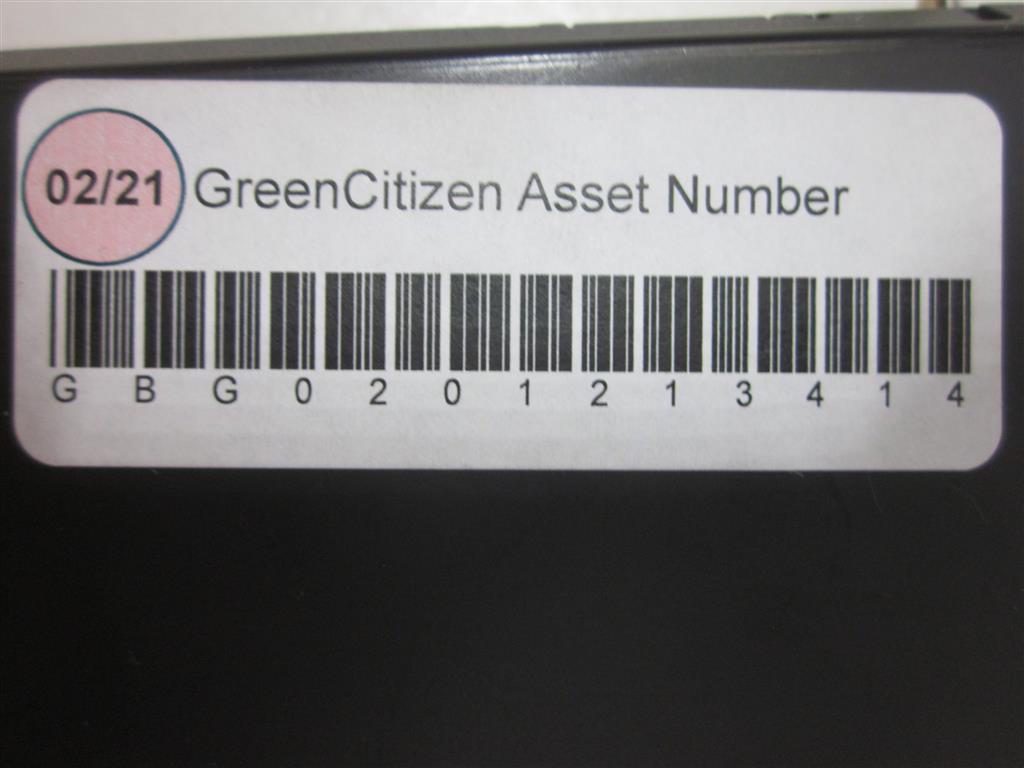 02/21 GreenCitizen Asset Number
G B G 0 2 0 1 2 1 3 4 1 4